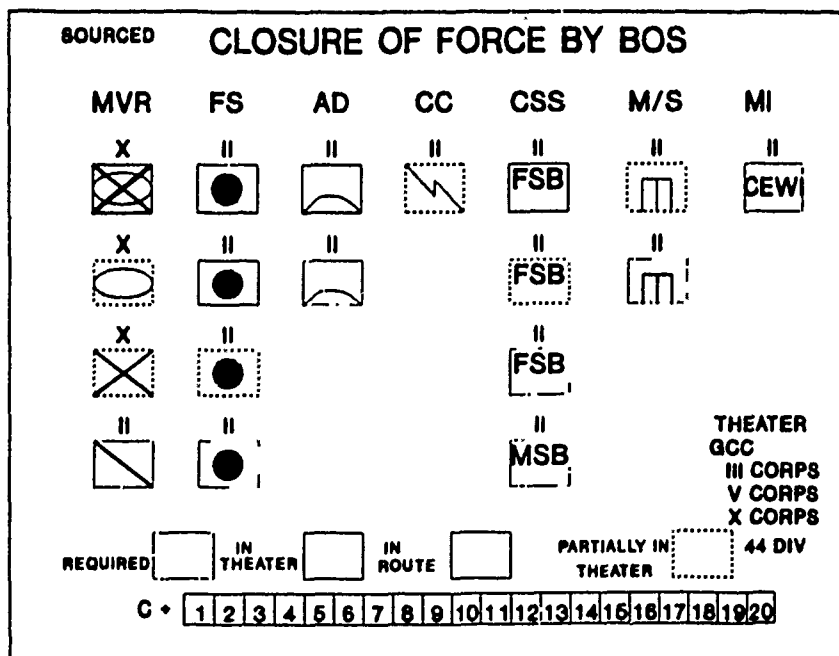 SOURCED CLOSURE OF FORCE BY BOS
MVR FS AD CC CSS M/S MI
X II II II II II II
FSB CEWI
X II II II II
FSB
X II II
FSB
II II II
MSB
THEATER
GCC
III CORPS
V CORPS
X CORPS
44 DIV
REQUIRED
IN THEATER
IN ROUTE
PARTIALLY IN THEATER
C + 1 2 3 4 5 6 7 8 9 10 11 12 13 14 15 16 17 18 19 20